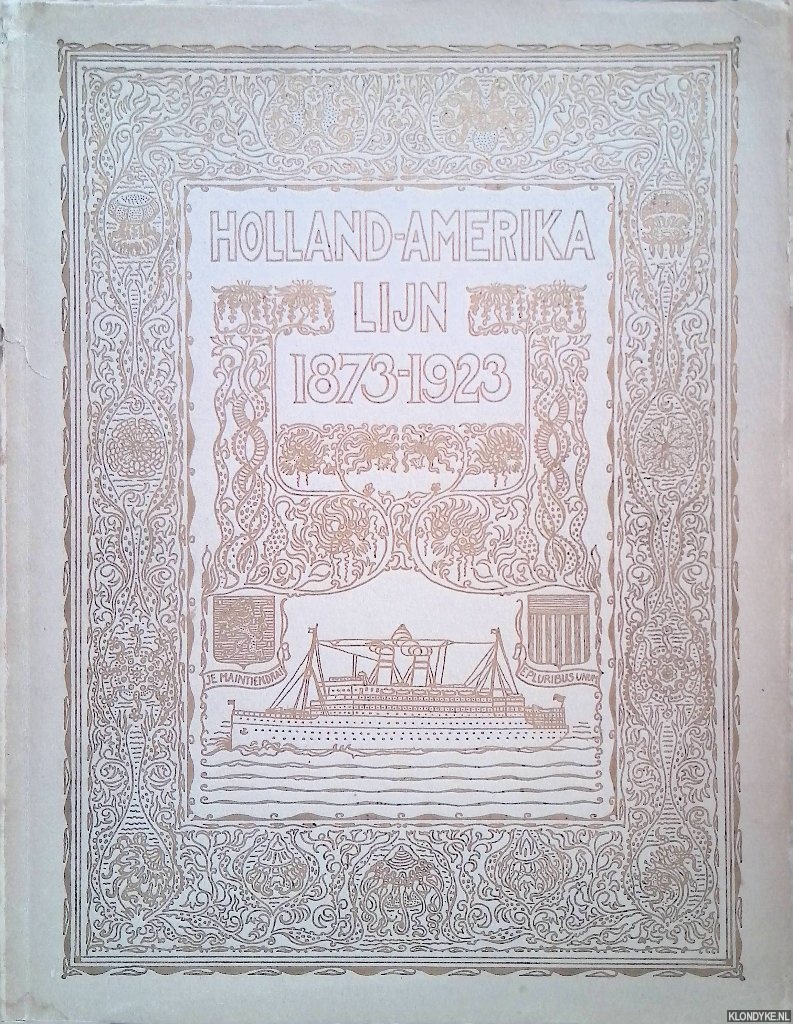 HOLLAND-AMERIKA
LIJN
1873-1923
JE MAINTIENDRAI
E PLURIBUS UNUM
KLONDYKE.NL